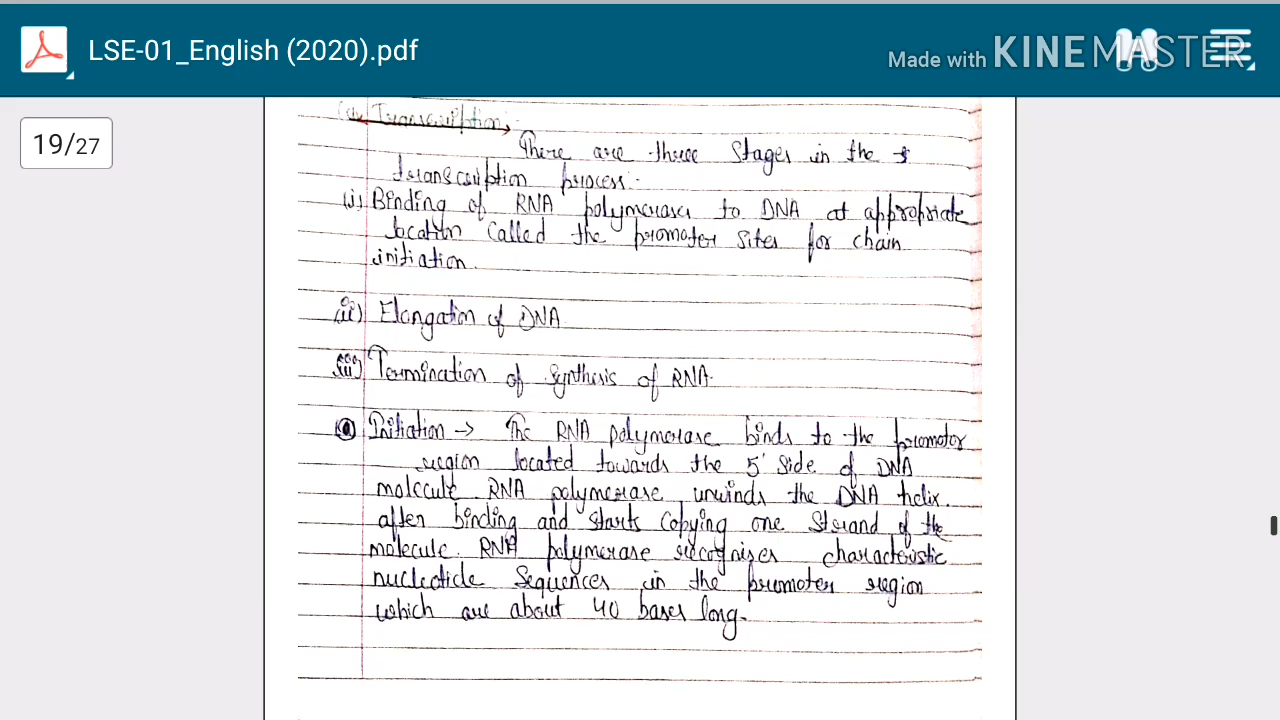 LSE-01_English (2020).pdf
Made with KINEMASTER
19/27
Transcription:-
There are three stages in the
transcription process:-
(i) Binding of RNA polymerases to DNA at appropriate
location called the promoter sites for chain
initiation.
(ii) Elongation of DNA.
(iii) Termination of synthesis of RNA.
Initiation → The RNA polymerase binds to the promotor
region located towards the 5' side of DNA
molecule. RNA polymerase unwinds the DNA helix.
after binding and starts copying one strand of the
molecule. RNA polymerase recognises characteristic
nucleotide sequences in the promoter region
which are about 40 bases long.